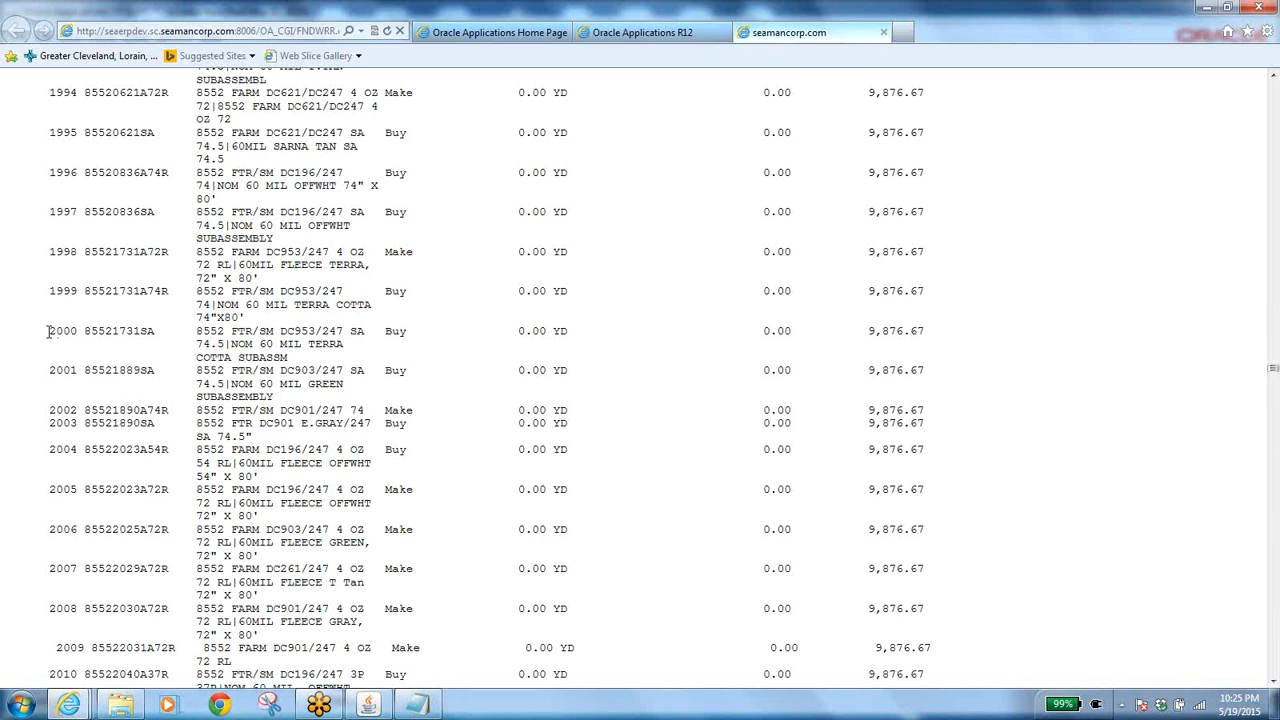 http://seaerpdev.sc.seamancorp.com:8006/OA_CGI/FNDWRR.
Oracle Applications Home Page
Oracle Applications R12
seamancorp.com
Greater Cleveland, Lorain, ...
Suggested Sites
Web Slice Gallery
SUBASSEMBL
1994 85520621A72R 8552 FARM DC621/DC247 4 OZ Make 0.00 YD 0.00 9,876.67
72|8552 FARM DC621/DC247 4
OZ 72
1995 85520621SA 8552 FARM DC621/DC247 SA Buy 0.00 YD 0.00 9,876.67
74.5|60MIL SARNA TAN SA
74.5
1996 85520836A74R 8552 FTR/SM DC196/247 Buy 0.00 YD 0.00 9,876.67
74|NOM 60 MIL OFFWHT 74" X
80'
1997 85520836SA 8552 FTR/SM DC196/247 SA Buy 0.00 YD 0.00 9,876.67
74.5|NOM 60 MIL OFFWHT
SUBASSEMBLY
1998 85521731A72R 8552 FARM DC953/247 4 OZ Make 0.00 YD 0.00 9,876.67
72 RL|60MIL FLEECE TERRA,
72" X 80'
1999 85521731A74R 8552 FTR/SM DC953/247 Buy 0.00 YD 0.00 9,876.67
74|NOM 60 MIL TERRA COTTA
74"X80'
2000 85521731SA 8552 FTR/SM DC953/247 SA Buy 0.00 YD 0.00 9,876.67
74.5|NOM 60 MIL TERRA
COTTA SUBASSM
2001 85521889SA 8552 FTR/SM DC903/247 SA Buy 0.00 YD 0.00 9,876.67
74.5|NOM 60 MIL GREEN
SUBASSEMBLY
2002 85521890A74R 8552 FTR/SM DC901/247 74 Make 0.00 YD 0.00 9,876.67
2003 85521890SA 8552 FTR DC901 E.GRAY/247 Buy 0.00 YD 0.00 9,876.67
SA 74.5"
2004 85522023A54R 8552 FARM DC196/247 4 OZ Buy 0.00 YD 0.00 9,876.67
54 RL|60MIL FLEECE OFFWHT
54" X 80'
2005 85522023A72R 8552 FARM DC196/247 4 OZ Make 0.00 YD 0.00 9,876.67
72 RL|60MIL FLEECE OFFWHT
72" X 80'
2006 85522025A72R 8552 FARM DC903/247 4 OZ Make 0.00 YD 0.00 9,876.67
72 RL|60MIL FLEECE GREEN,
72" X 80'
2007 85522029A72R 8552 FARM DC261/247 4 OZ Make 0.00 YD 0.00 9,876.67
72 RL|60MIL FLEECE T Tan
72" X 80'
2008 85522030A72R 8552 FARM DC901/247 4 OZ Make 0.00 YD 0.00 9,876.67
72 RL|60MIL FLEECE GRAY,
72" X 80'
2009 85522031A72R 8552 FARM DC901/247 4 OZ Make 0.00 YD 0.00 9,876.67
72 RL
2010 85522040A37R 8552 FTR/SM DC196/247 3P Buy 0.00 YD 0.00 9,876.67
99%
10:25 PM
5/19/2015